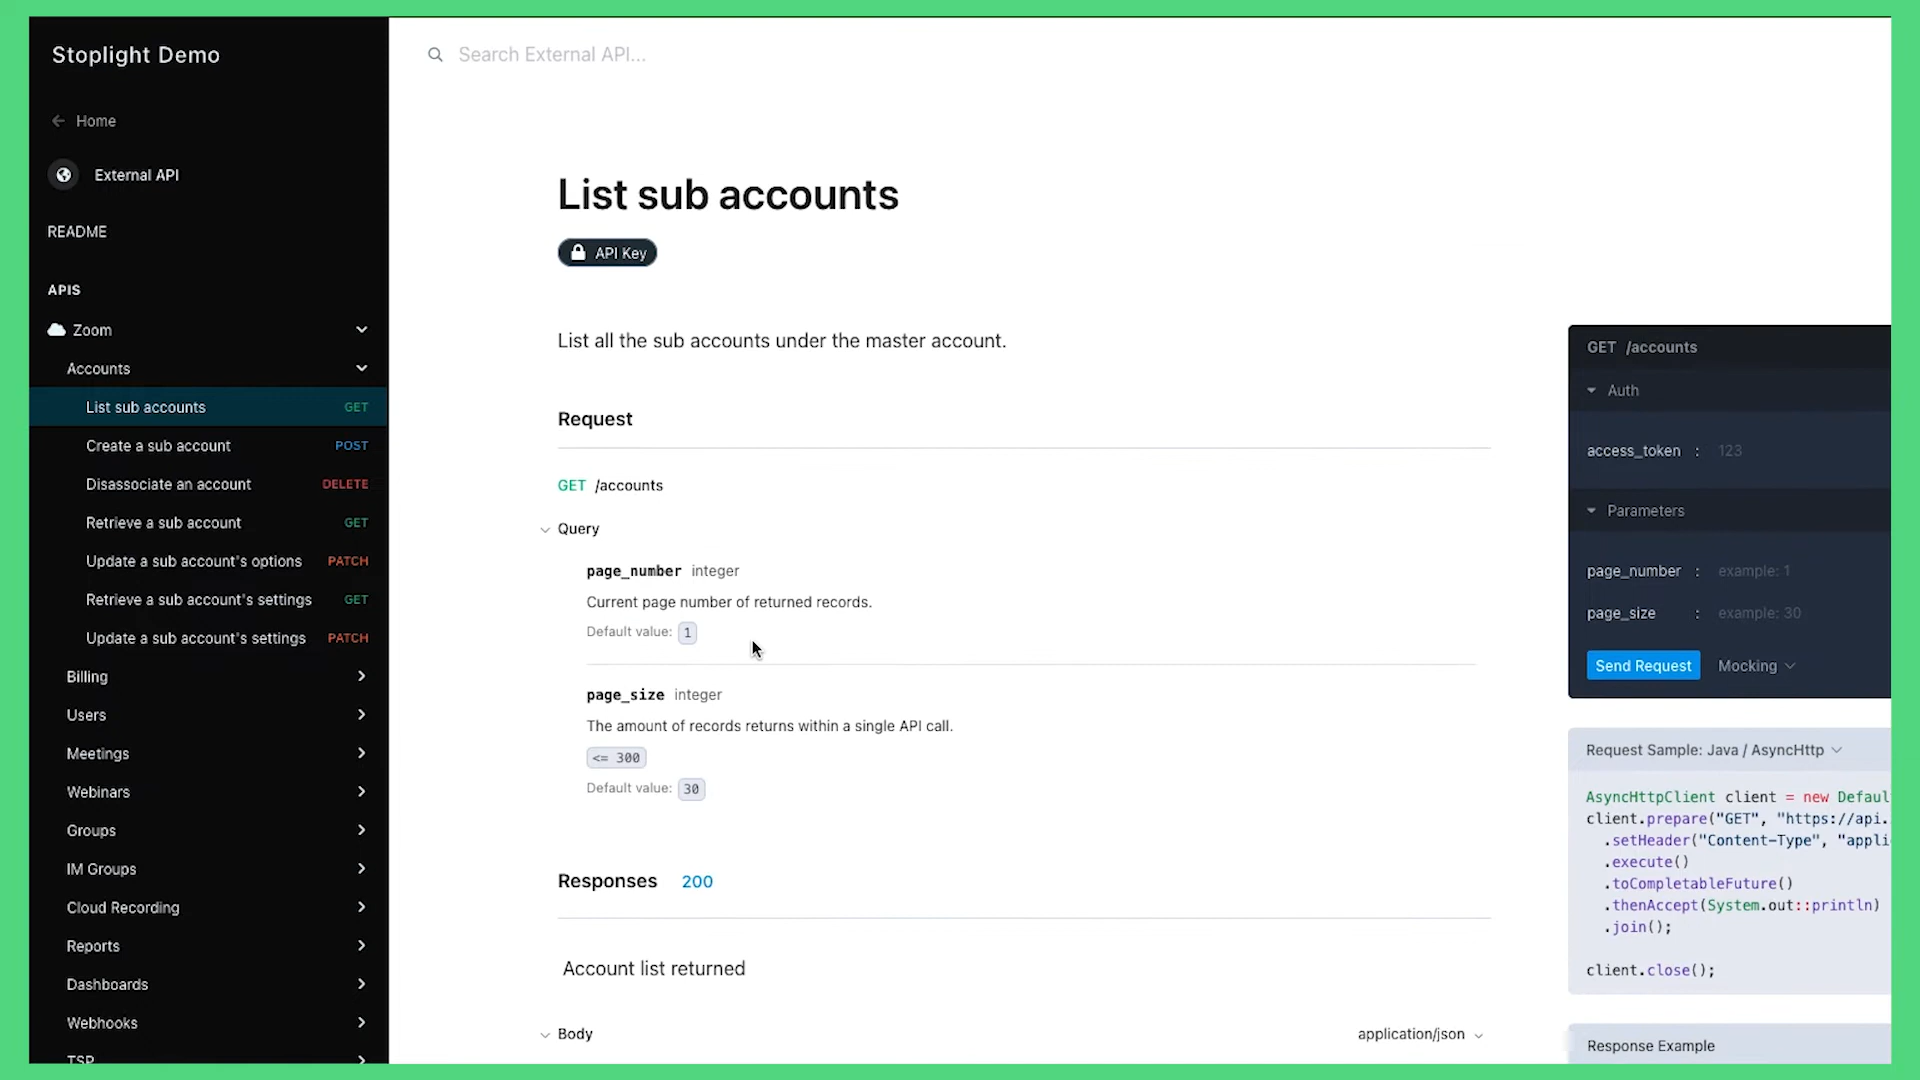 Stoplight Demo
Search External API...
Home
External API
README
APIS
Zoom
Accounts
List sub accounts GET
Create a sub account POST
Disassociate an account DELETE
Retrieve a sub account GET
Update a sub account's options PATCH
Retrieve a sub account's settings GET
Update a sub account's settings PATCH
Billing
Users
Meetings
Webinars
Groups
IM Groups
Cloud Recording
Reports
Dashboards
Webhooks
TSP
List sub accounts
API Key
List all the sub accounts under the master account.
Request
GET /accounts
Query
page_number integer
Current page number of returned records.
Default value: 1
page_size integer
The amount of records returns within a single API call.
<= 300
Default value: 30
Responses 200
Account list returned
Body application/json
GET /accounts
Auth
access_token : 123
Parameters
page_number : example: 1
page_size : example: 30
Send Request Mocking
Request Sample: Java / AsyncHttp
AsyncHttpClient client = new Defaul
client.prepare("GET", "https://api.
.setHeader("Content-Type", "appli
.execute()
.toCompletableFuture()
.thenAccept(System.out::println)
.join();
client.close();
Response Example